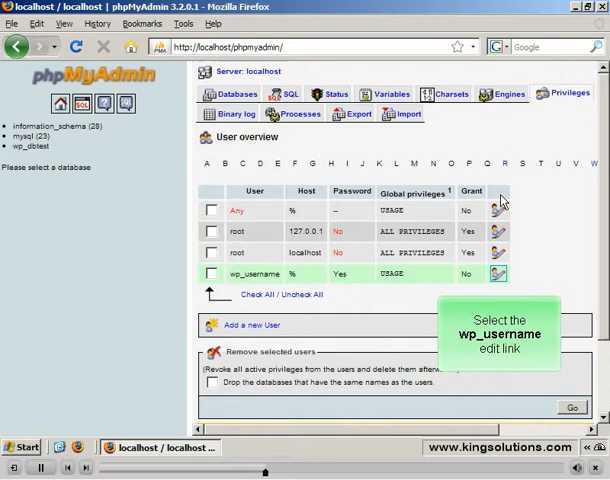 localhost / localhost | phpMyAdmin 3.2.0.1 - Mozilla Firefox
File Edit View History Bookmarks Tools Help
http://localhost/phpmyadmin/
Google
phpMyAdmin
information_schema (28)
mysql (23)
wp_dbtest
Please select a database
Server: localhost
Databases SQL Status Variables Charsets Engines Privileges
Binary log Processes Export Import
User overview
A B C D E F G H I J K L M N O P Q R S T U V W
User Host Password Global privileges 1 Grant
Any % -- USAGE No
root 127.0.0.1 No ALL PRIVILEGES Yes
root localhost No ALL PRIVILEGES Yes
wp_username % Yes USAGE No
Check All / Uncheck All
Add a new User
Select the
wp_username
edit link
Remove selected users
(Revoke all active privileges from the users and delete them afterw
Drop the databases that have the same names as the users.
Go
Start
localhost / localhost ...
www.kingsolutions.com